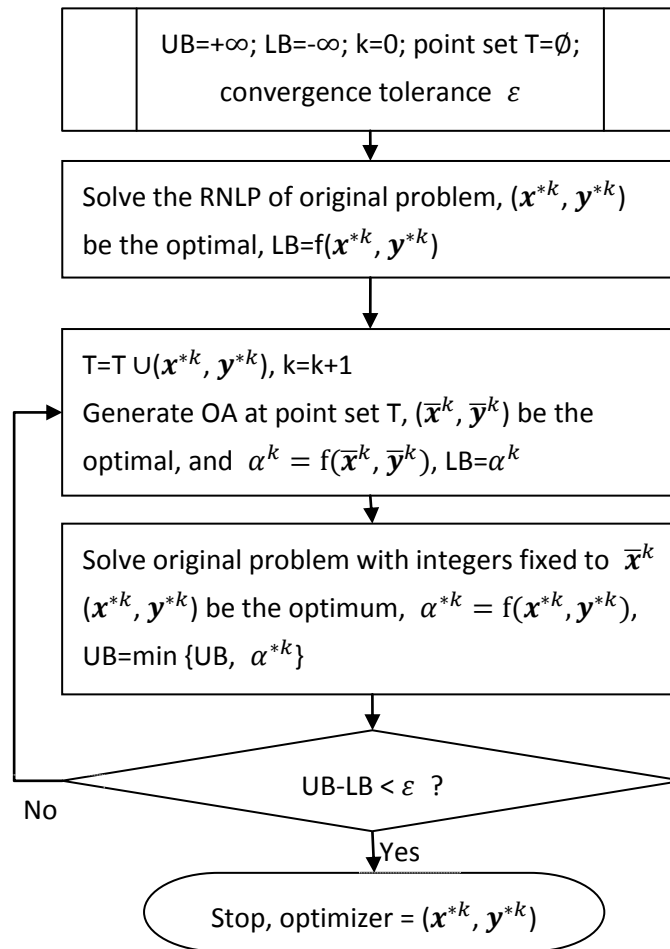 UB=+∞; LB=-∞; k=0; point set T=∅;
convergence tolerance ε
Solve the RNLP of original problem, (x*ᵏ, y*ᵏ)
be the optimal, LB=f(x*ᵏ, y*ᵏ)
T=T ∪(x*ᵏ, y*ᵏ), k=k+1
Generate OA at point set T, (x̅ᵏ, y̅ᵏ) be the
optimal, and αᵏ = f(x̅ᵏ, y̅ᵏ), LB=αᵏ
Solve original problem with integers fixed to x̅ᵏ
(x*ᵏ, y*ᵏ) be the optimum, α*ᵏ = f(x*ᵏ, y*ᵏ),
UB=min {UB, α*ᵏ}
UB-LB < ε ?
No
Yes
Stop, optimizer = (x*ᵏ, y*ᵏ)